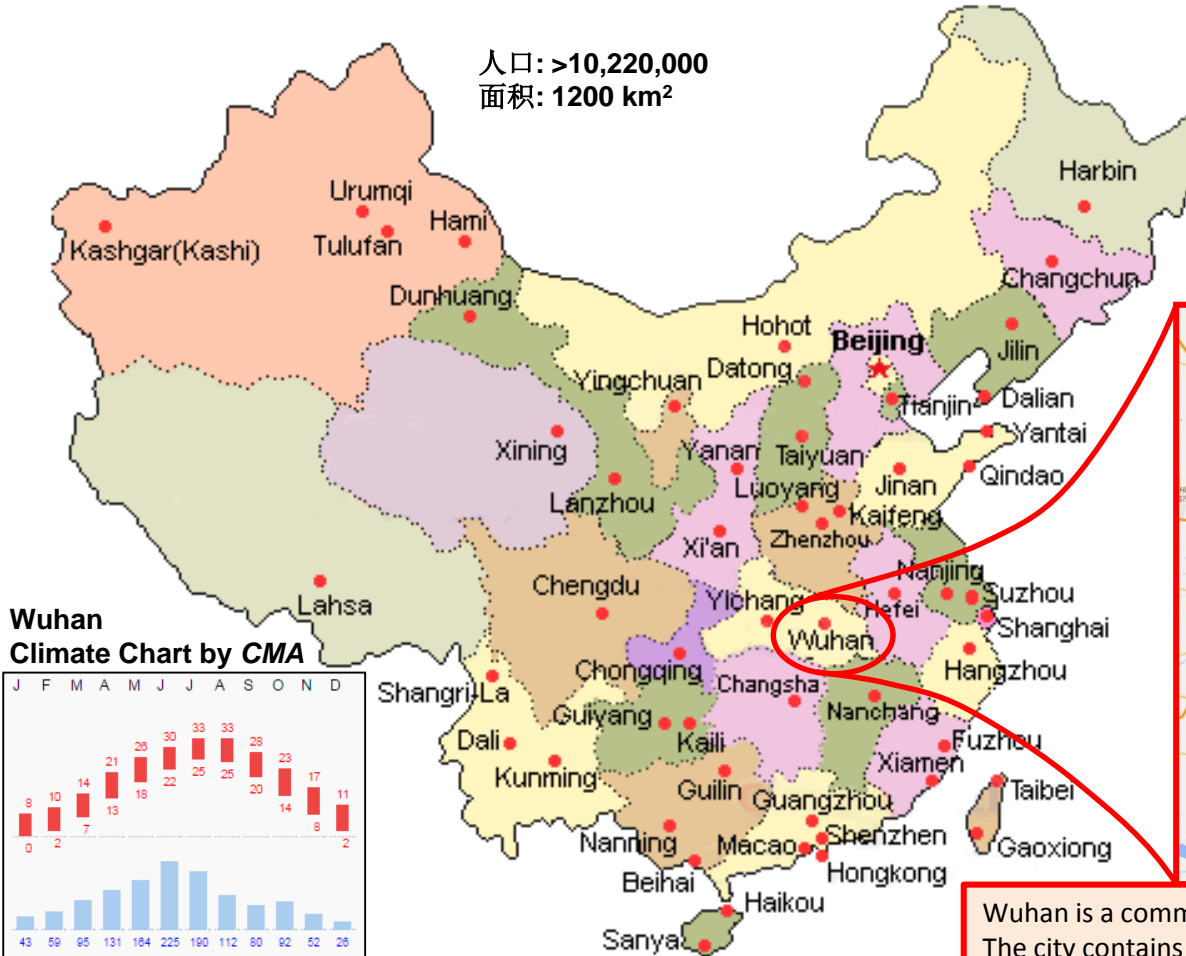 人口: >10,220,000
面积: 1200 km²
Harbin
Urumqi
Hami
Kashgar(Kashi)
Tulufan
Changchun
Dunhuang
Hohot
Beijing
Jilin
Datong
Yingchuan
Tianjin
Dalian
Yantai
Xining
Yanan
Taiyuan
Jinan
Qindao
Lanzhou
Luoyang
Kaifeng
Xi'an
Zhenzhou
Nanjing
Chengdu
Yichang
Hefei
Suzhou
Lahsa
Wuhan
Shanghai
Chongqing
Hangzhou
Shangri-La
Changsha
Guiyang
Nanchang
Dali
Kaili
Fuzhou
Kunming
Xiamen
Guilin
Guangzhou
Taibei
Nanning
Macao
Shenzhen
Gaoxiong
Beihai
Hongkong
Haikou
Sanya
Wuhan
Climate Chart by CMA
J F M A M J J A S O N D
8 10 14 21 26 30 33 33 28 23 17 11
0 2 7 13 18 22 25 25 20 14 8 2
43 59 95 131 164 225 190 112 80 92 52 26
Wuhan is a comm
The city contains